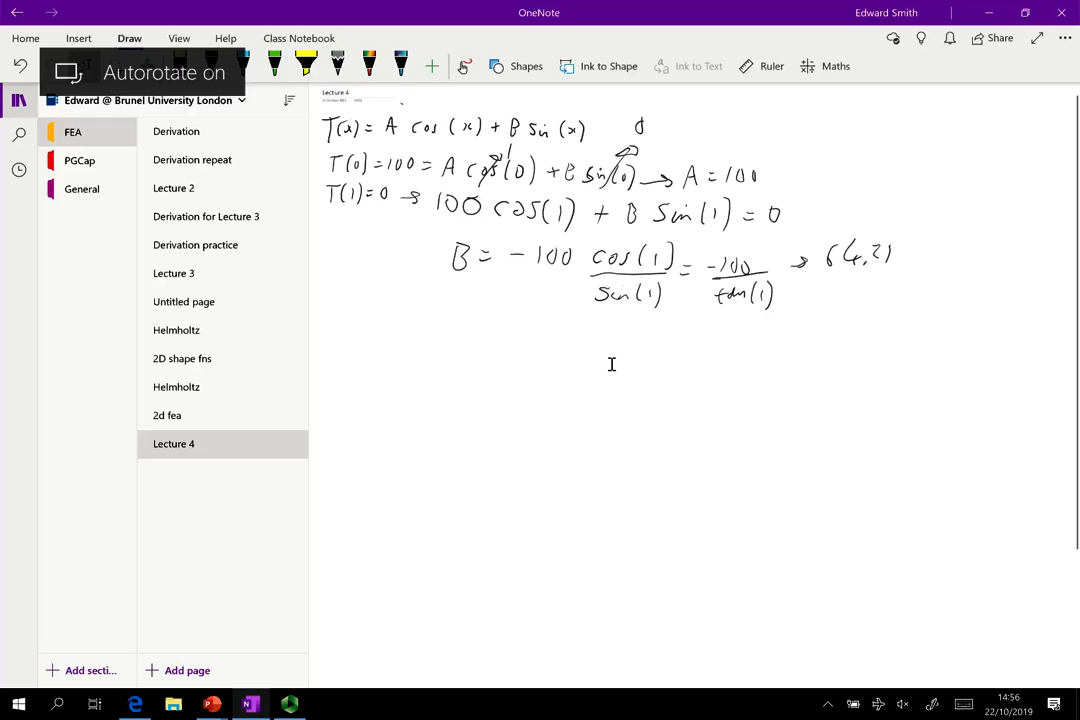 OneNote
Edward Smith
Home Insert Draw View Help Class Notebook
Share
Autorotate on
Shapes Ink to Shape Ink to Text Ruler Maths
Edward @ Brunel University London
FEA
PGCap
General
Derivation
Derivation repeat
Lecture 2
Derivation for Lecture 3
Derivation practice
Lecture 3
Untitled page
Helmholtz
2D shape fns
Helmholtz
2d fea
Lecture 4
Add secti...
Add page
Lecture 4
T(x) = A cos(x) + B sin(x)
T(0) = 100 = A cos(0) + B sin(0) → A = 100
T(1) = 0 → 100 cos(1) + B sin(1) = 0
B = -100 cos(1)/sin(1) = -100/tan(1) → 64.21
14:56
22/10/2019